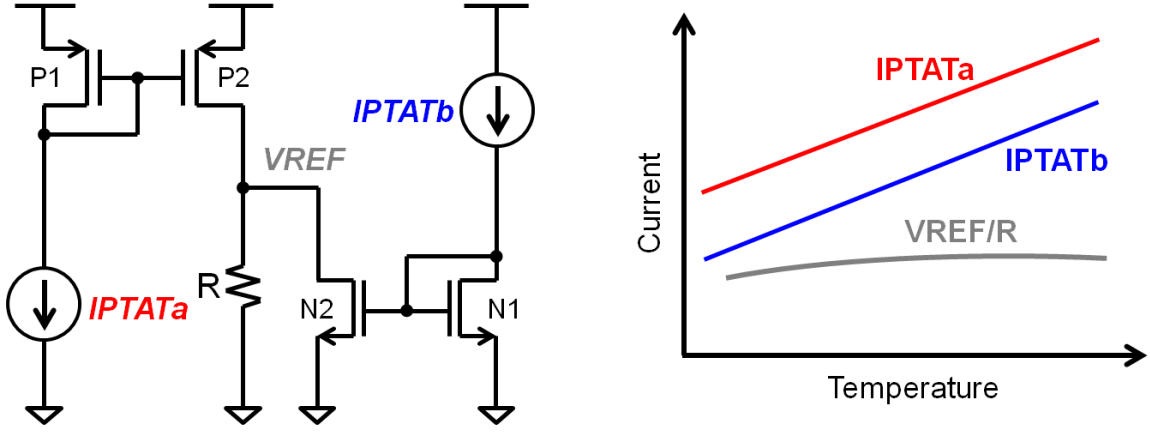 P1
P2
IPTATb
VREF
R
IPTATa
N2
N1
IPTATa
IPTATb
VREF/R
Current
Temperature